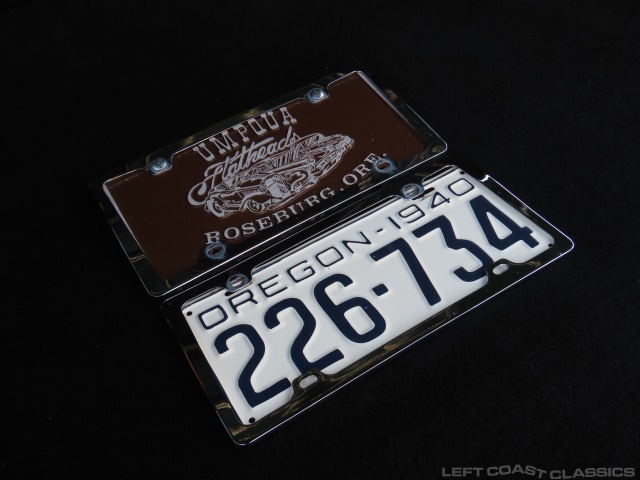 UMPQUA
Flatheads
ROSEBURG, ORE.
OREGON-1940
226-734
LEFT COAST CLASSICS